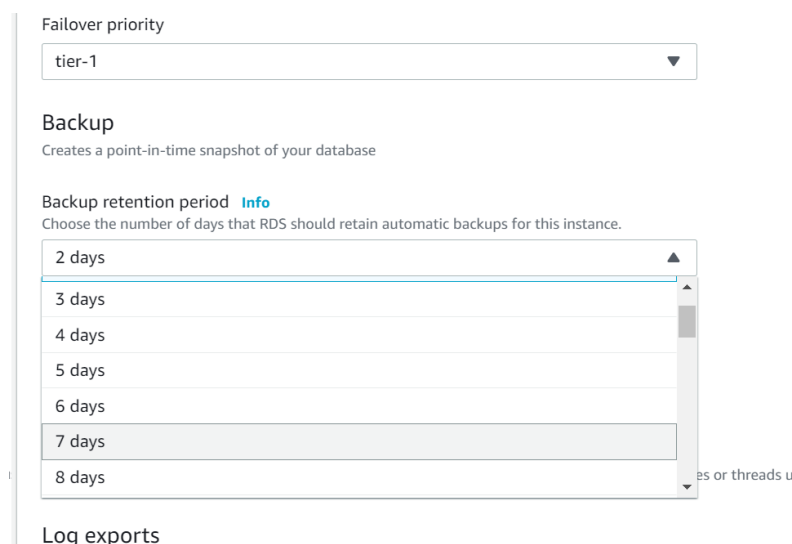 Failover priority
tier-1
Backup
Creates a point-in-time snapshot of your database
Backup retention period Info
Choose the number of days that RDS should retain automatic backups for this instance.
2 days
3 days
4 days
5 days
6 days
7 days
8 days
or threads
Log exports